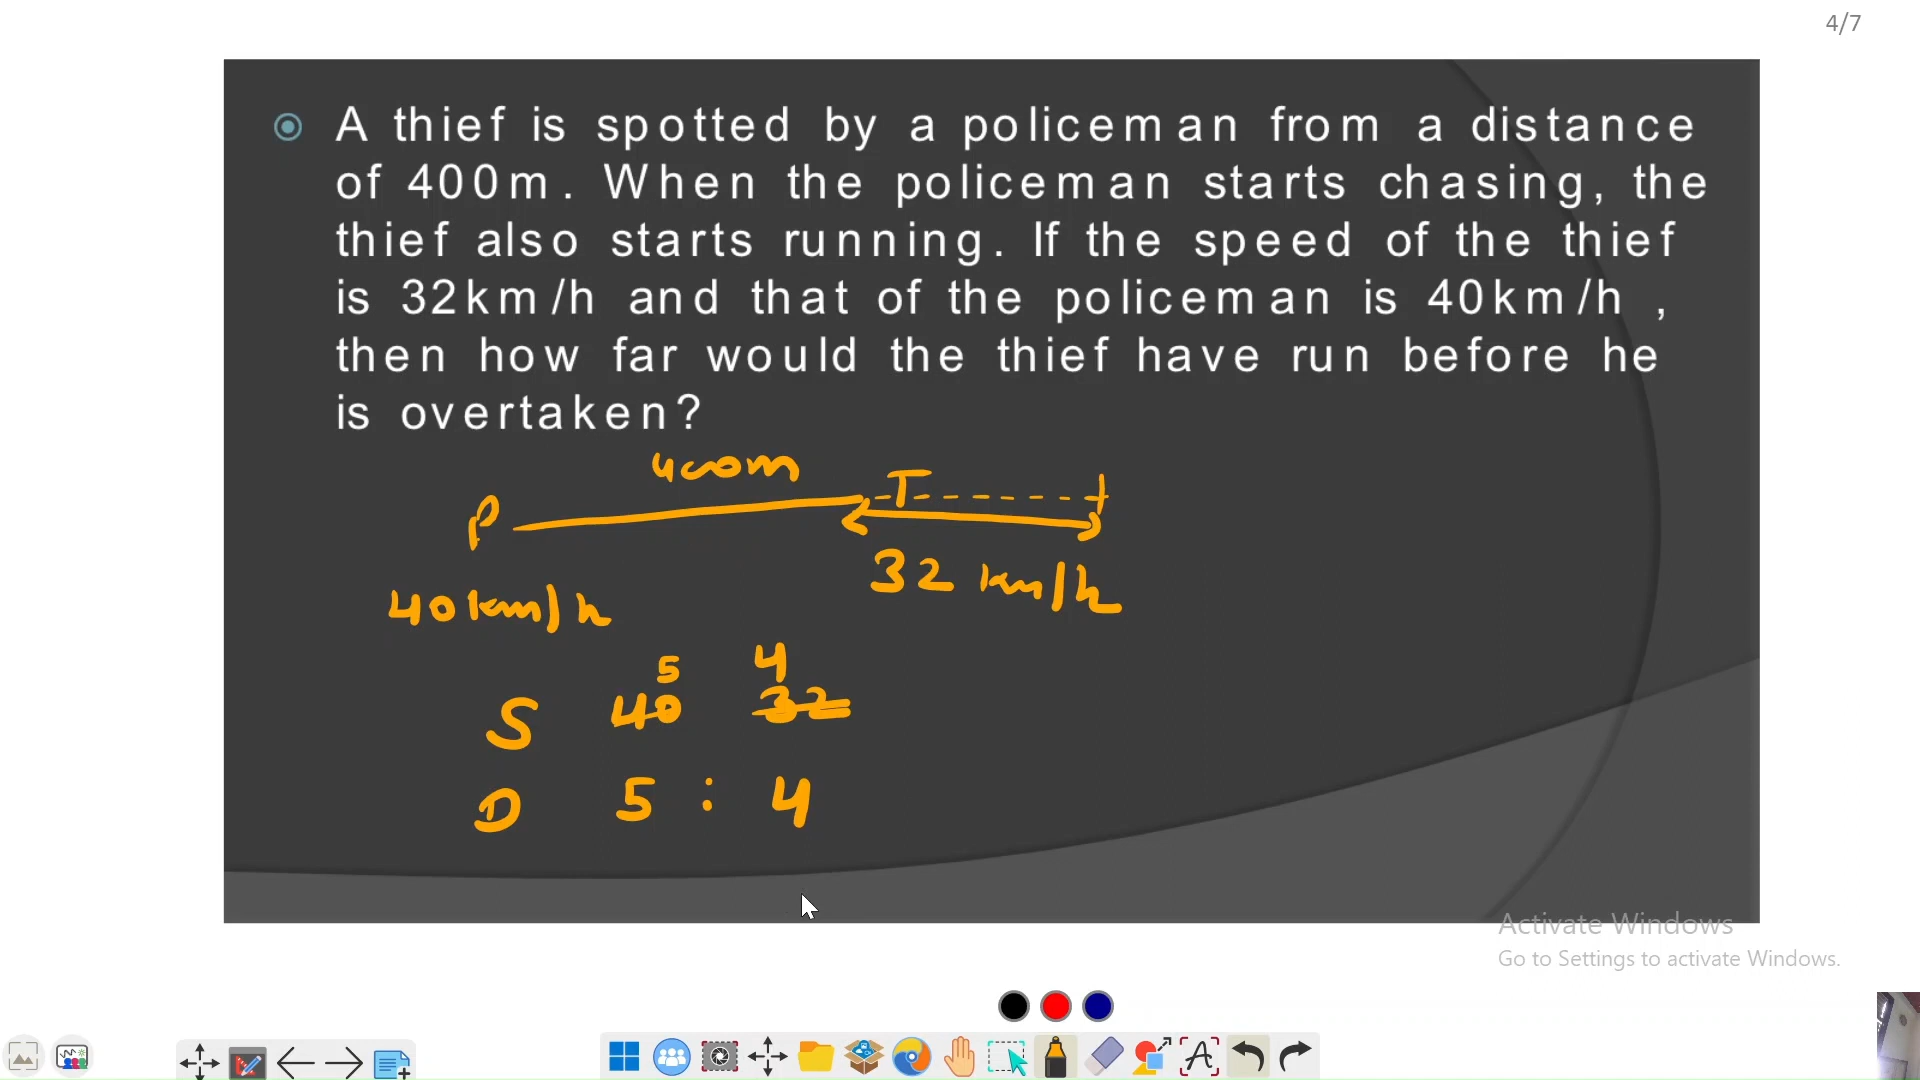 4/7
A thief is spotted by a policeman from a distance
of 400m. When the policeman starts chasing, the
thief also starts running. If the speed of the thief
is 32km/h and that of the policeman is 40km/h ,
then how far would the thief have run before he
is overtaken?
400m
P T
40km/h 32 km/h
5 4
S 40 32
D 5 : 4
Activate Windows
Go to Settings to activate Windows.